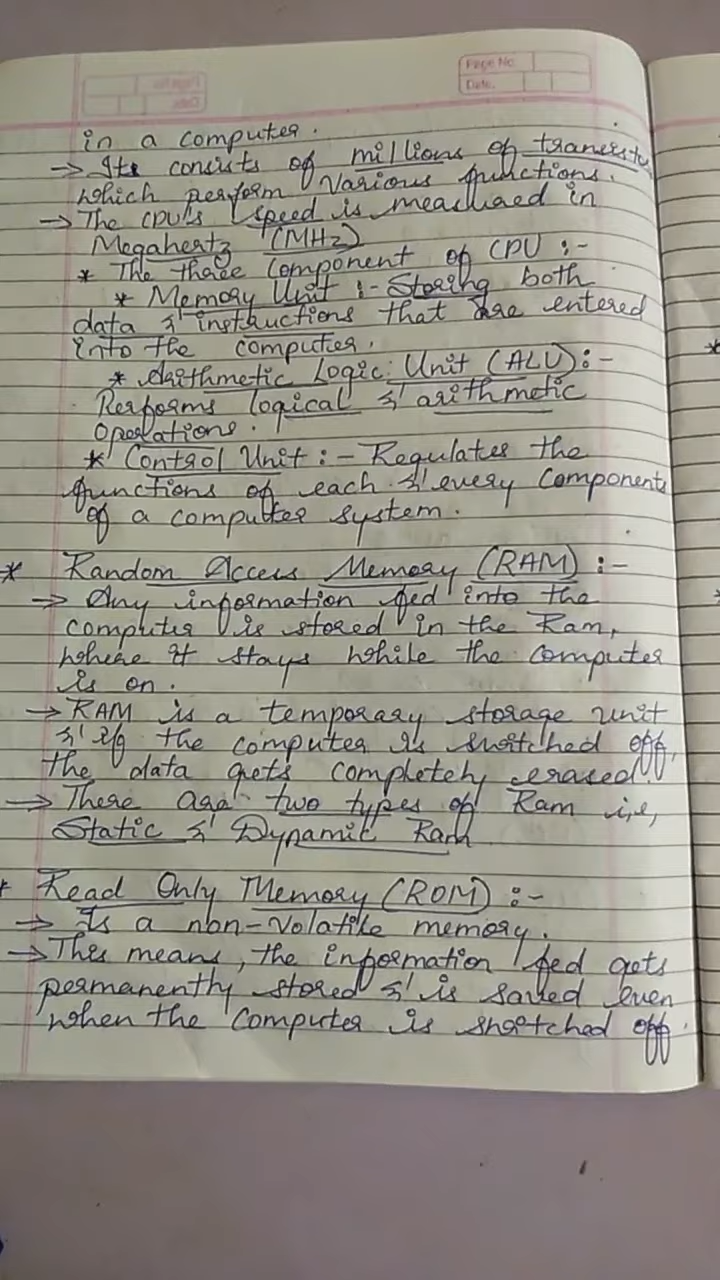 Page No.
Date.
in a computer.
→ Its consists of millions of transistu
which perform various functions.
→ The CPU's speed is meacuaed in
Megahertz (MHz)
* The three Component of CPU :-
* Memory Unit :- Storing both
data & instructions that are entered
into the computer.
* Arithmetic Logic Unit (ALU) :-
Performs logical & arithmetic
Operations.
* Control Unit :- Regulates the
functions of each & every Components
of a computer system.
* Random Access Memory (RAM) :-
→ Any information fed into the
computer is stored in the Ram,
where it stays while the computer
is on.
→ RAM is a temporary storage unit
& if the computer is switched off,
the data gets completely erased.
→ There are two types of Ram i,e,
Static & Dynamic Ram
* Read Only Memory (ROM) :-
→ Is a non-volatile memory.
→ This means, the information fed gets
permanently stored & is saved even
when the Computer is switched off.